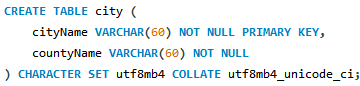 CREATE TABLE city (
    cityName VARCHAR(60) NOT NULL PRIMARY KEY,
    countyName VARCHAR(60) NOT NULL
) CHARACTER SET utf8mb4 COLLATE utf8mb4_unicode_ci;